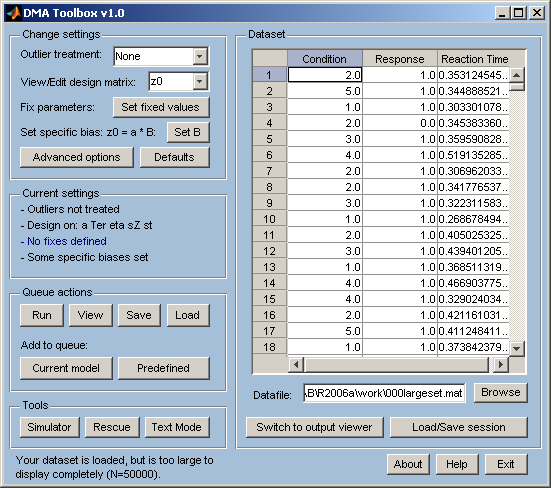 DMA Toolbox v1.0
Change settings
Outlier treatment: None
View/Edit design matrix: z0
Fix parameters: Set fixed values
Set specific bias: z0 = a * B: Set B
Advanced options Defaults
Current settings
- Outliers not treated
- Design on: a Ter eta sZ st
- No fixes defined
- Some specific biases set
Queue actions
Run View Save Load
Add to queue:
Current model Predefined
Tools
Simulator Rescue Text Mode
Your dataset is loaded, but is too large to
display completely (N=50000).
Dataset
Condition Response Reaction Time
1 2.0 1.0 0.353124545...
2 5.0 1.0 0.344888521...
3 1.0 1.0 0.303301078...
4 2.0 0.0 0.345383360...
5 3.0 1.0 0.359590828...
6 4.0 1.0 0.519135285...
7 2.0 1.0 0.306962033...
8 2.0 1.0 0.341776537...
9 3.0 1.0 0.322311583...
10 1.0 1.0 0.268678494...
11 2.0 1.0 0.405025325...
12 3.0 1.0 0.439401205...
13 1.0 1.0 0.368511319...
14 4.0 1.0 0.466903775...
15 4.0 1.0 0.329024034...
16 2.0 1.0 0.421161031...
17 5.0 1.0 0.411248411...
18 1.0 1.0 0.373842379...
Datafile: \B\R2006a\work\000largeset.mat Browse
Switch to output viewer Load/Save session
About Help Exit